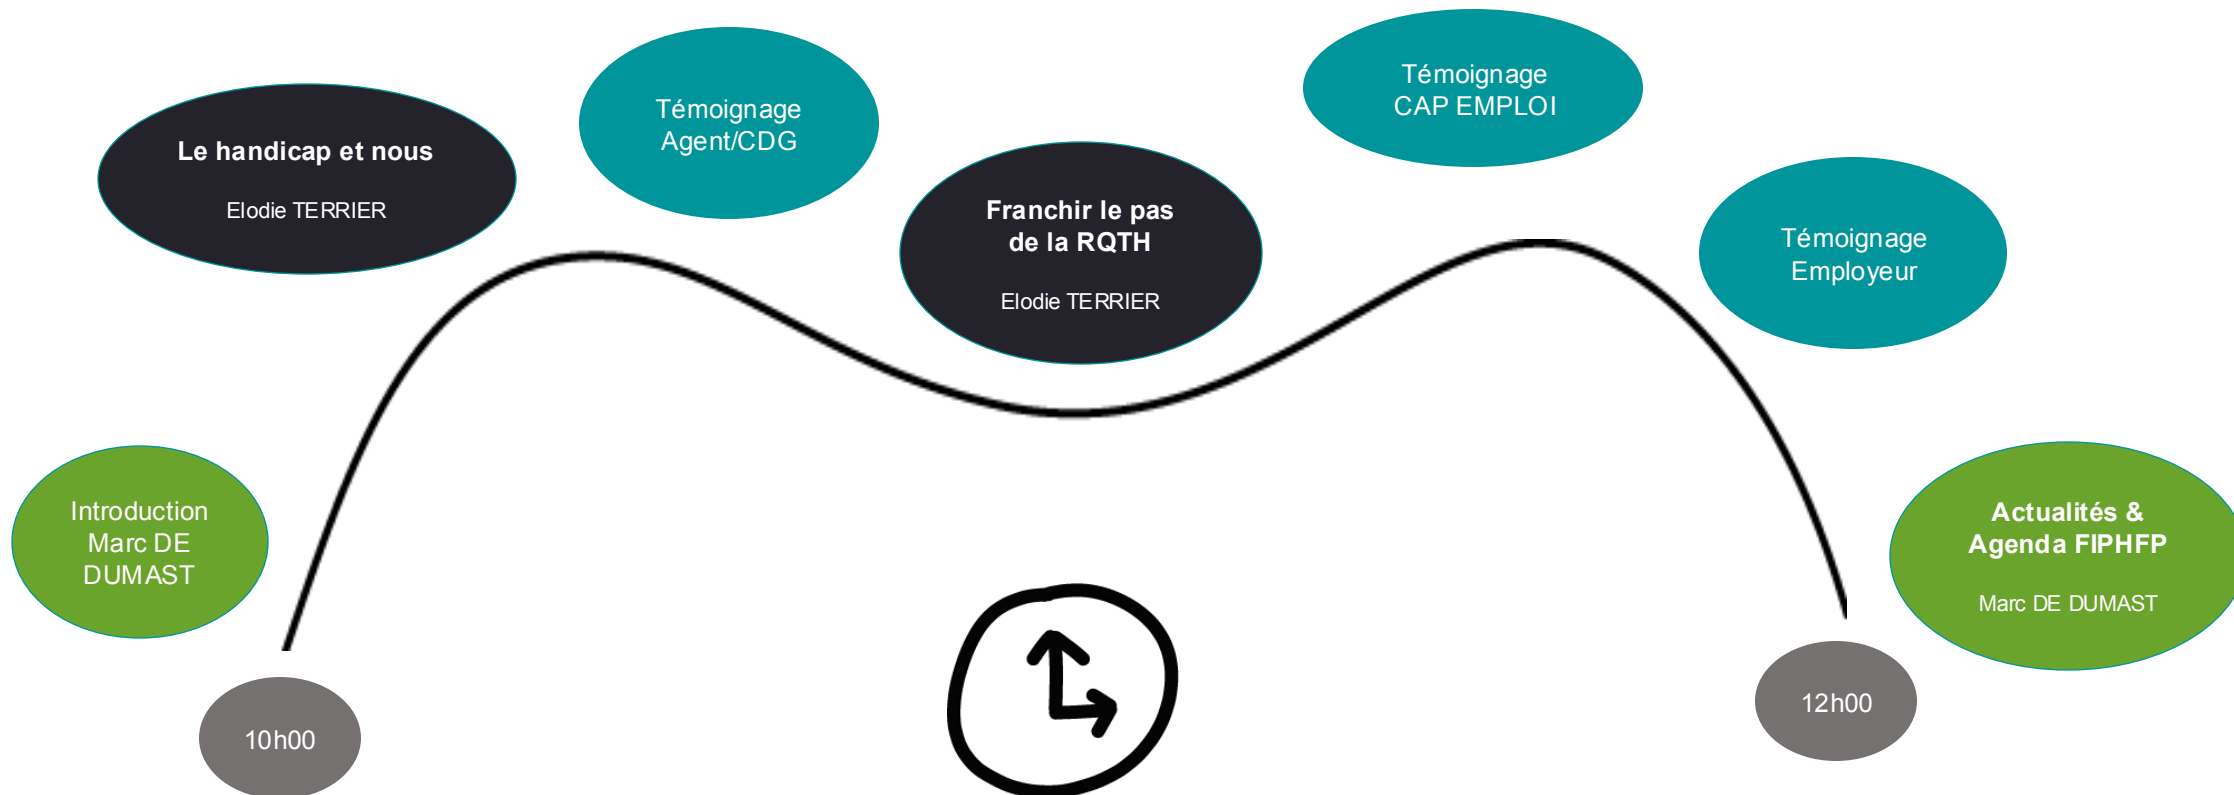 Introduction
Marc DE
DUMAST
10h00
Le handicap et nous
Elodie TERRIER
Témoignage
Agent/CDG
Franchir le pas
de la RQTH
Elodie TERRIER
Témoignage
CAP EMPLOI
Témoignage
Employeur
Actualités &
Agenda FIPHFP
Marc DE DUMAST
12h00